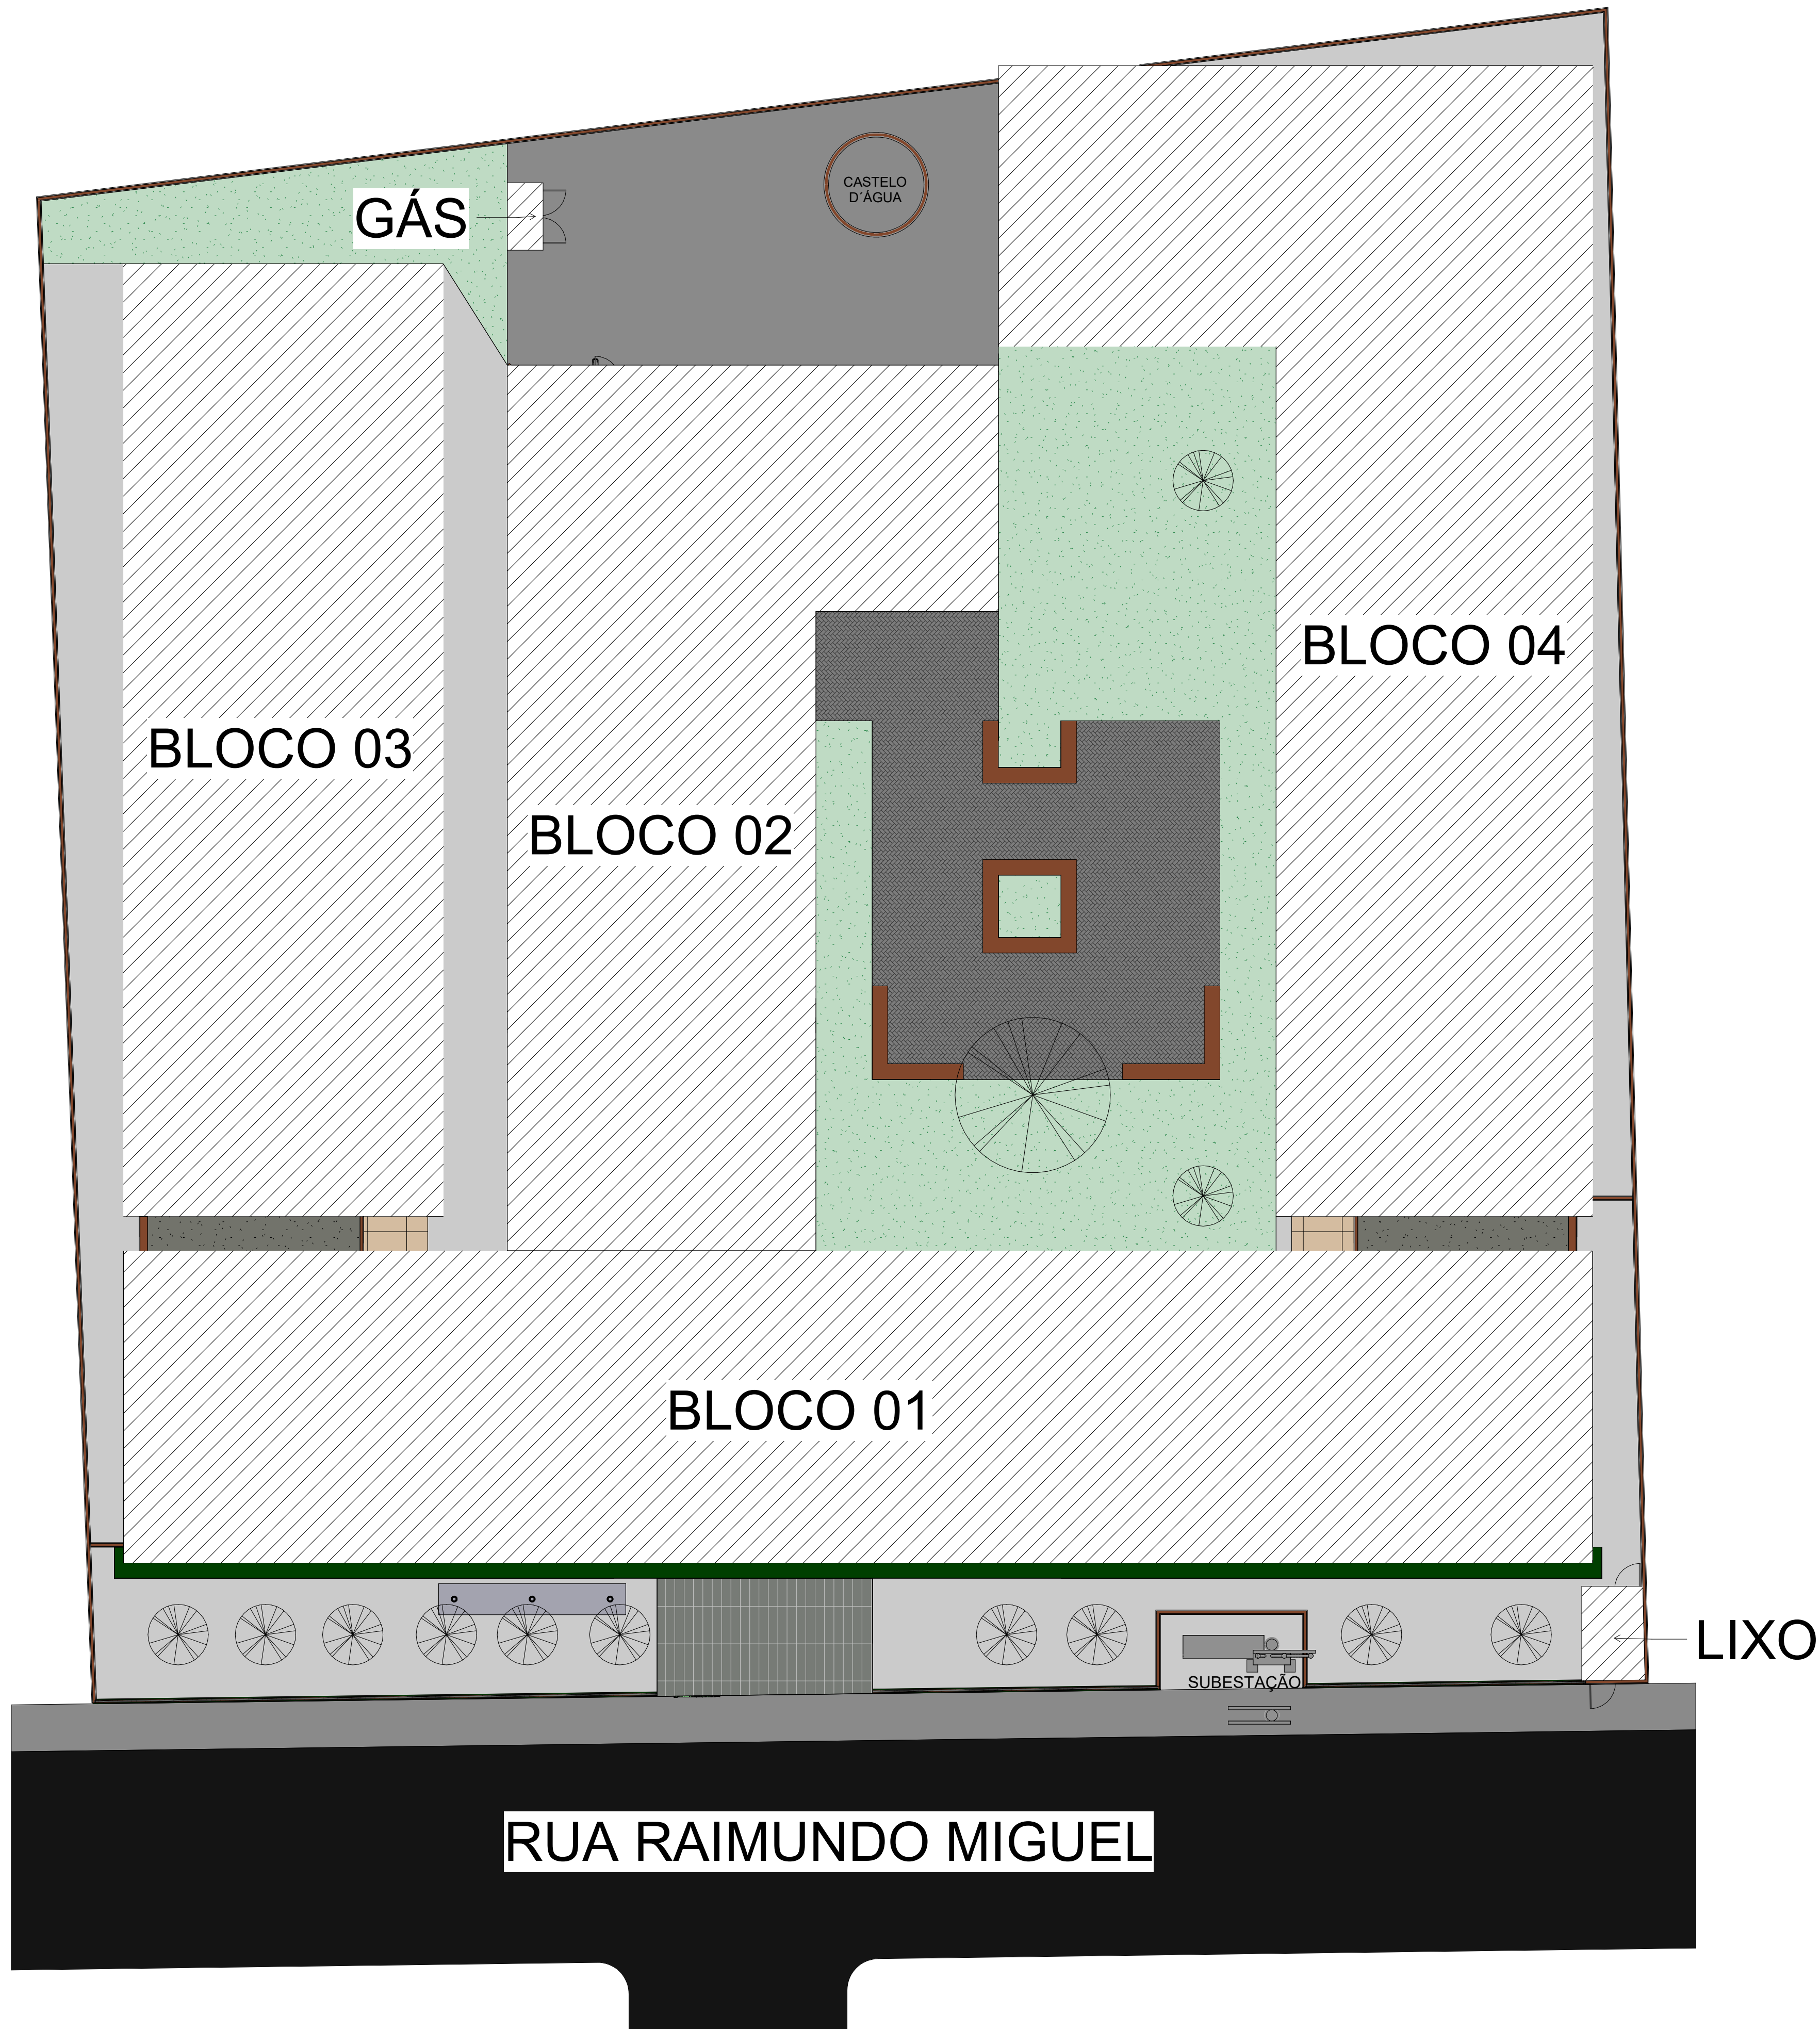 CASTELO
D´ÁGUA
GÁS
BLOCO 04
BLOCO 03
BLOCO 02
BLOCO 01
LIXO
SUBESTAÇÃO
RUA RAIMUNDO MIGUEL